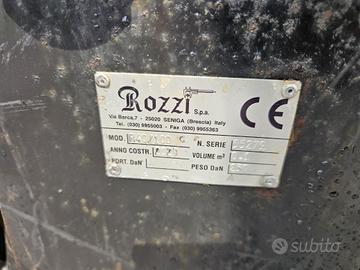 Rozzi S.p.a.
Via Barca,7 - 25020 SENIGA (Brescia) Italy
Tel. (030) 9955003 - Fax (030) 9955363
CE
MOD. N. SERIE
ANNO COSTR. VOLUME m³
PORT. DaN PESO DaN
subito